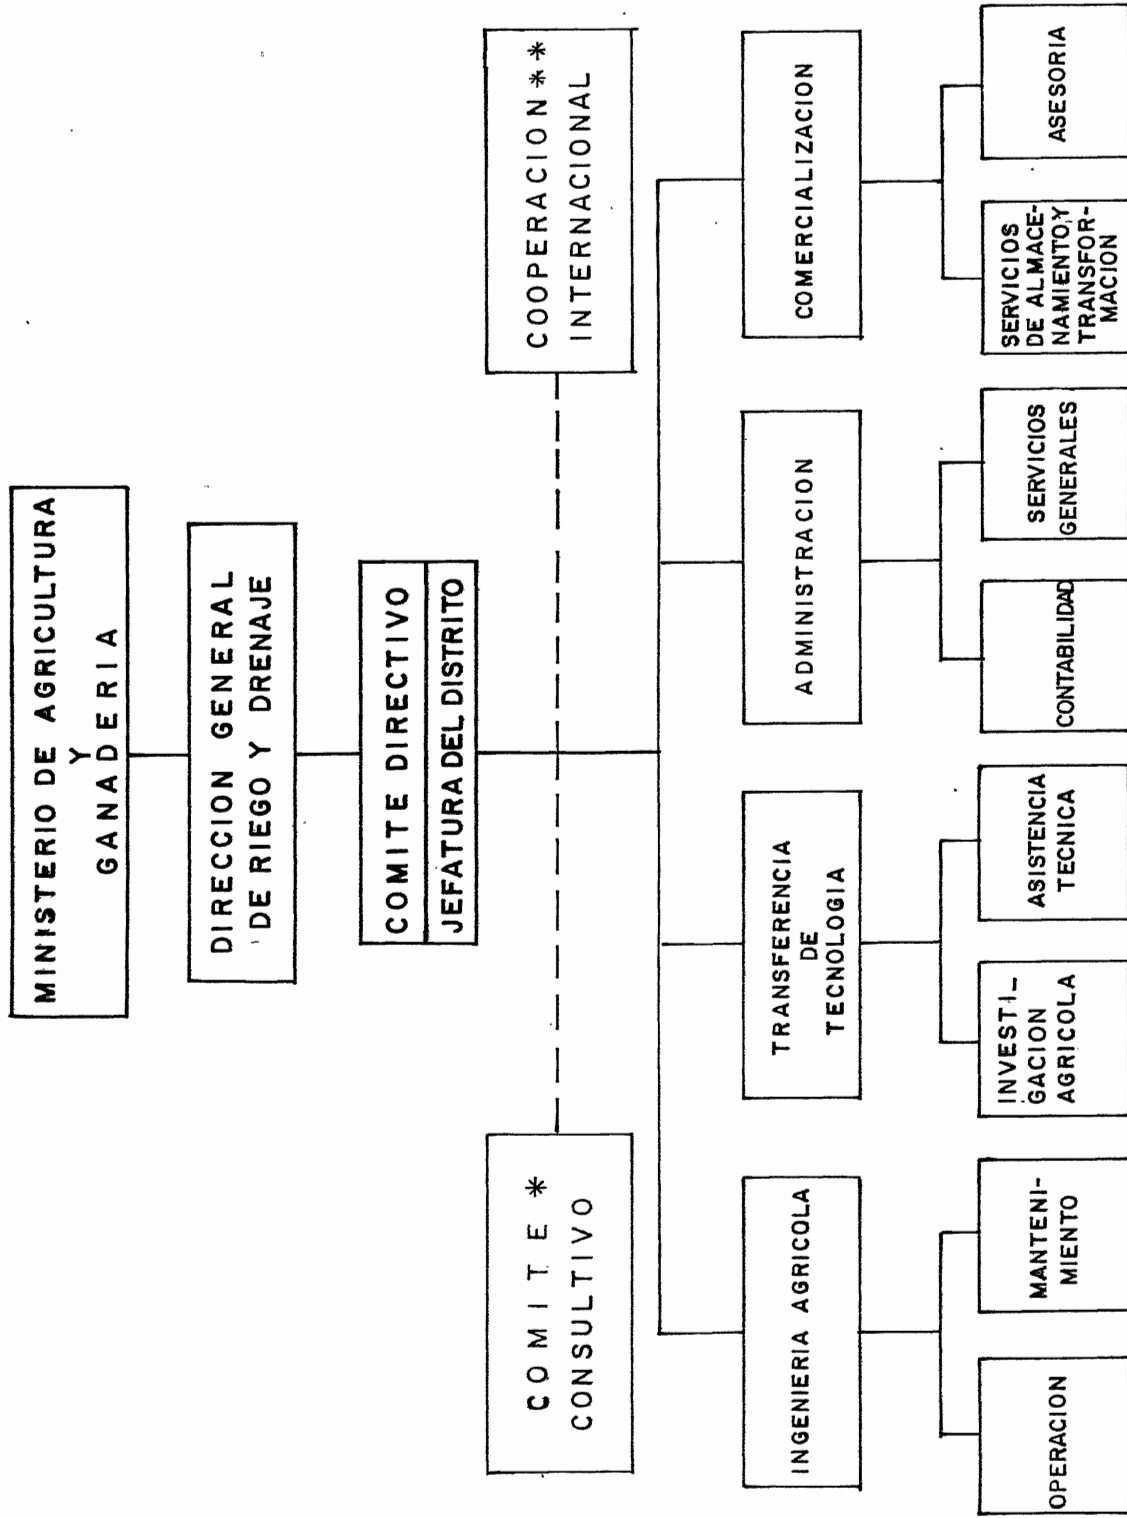 MINISTERIO DE AGRICULTURA
Y
GANADERIA
DIRECCION GENERAL
DE RIEGO Y DRENAJE
COMITE DIRECTIVO
JEFATURA DEL DISTRITO
COMITE *
CONSULTIVO
COOPERACION **
INTERNACIONAL
INGENIERIA AGRICOLA
TRANSFERENCIA
DE
TECNOLOGIA
ADMINISTRACION
COMERCIALIZACION
OPERACION
MANTENI-
MIENTO
INVESTI_
GACION
AGRICOLA
ASISTENCIA
TECNICA
CONTABILIDAD
SERVICIOS
GENERALES
SERVICIOS
DE ALMACE-
NAMIENTO,Y
TRANSFOR-
MACION
ASESORIA